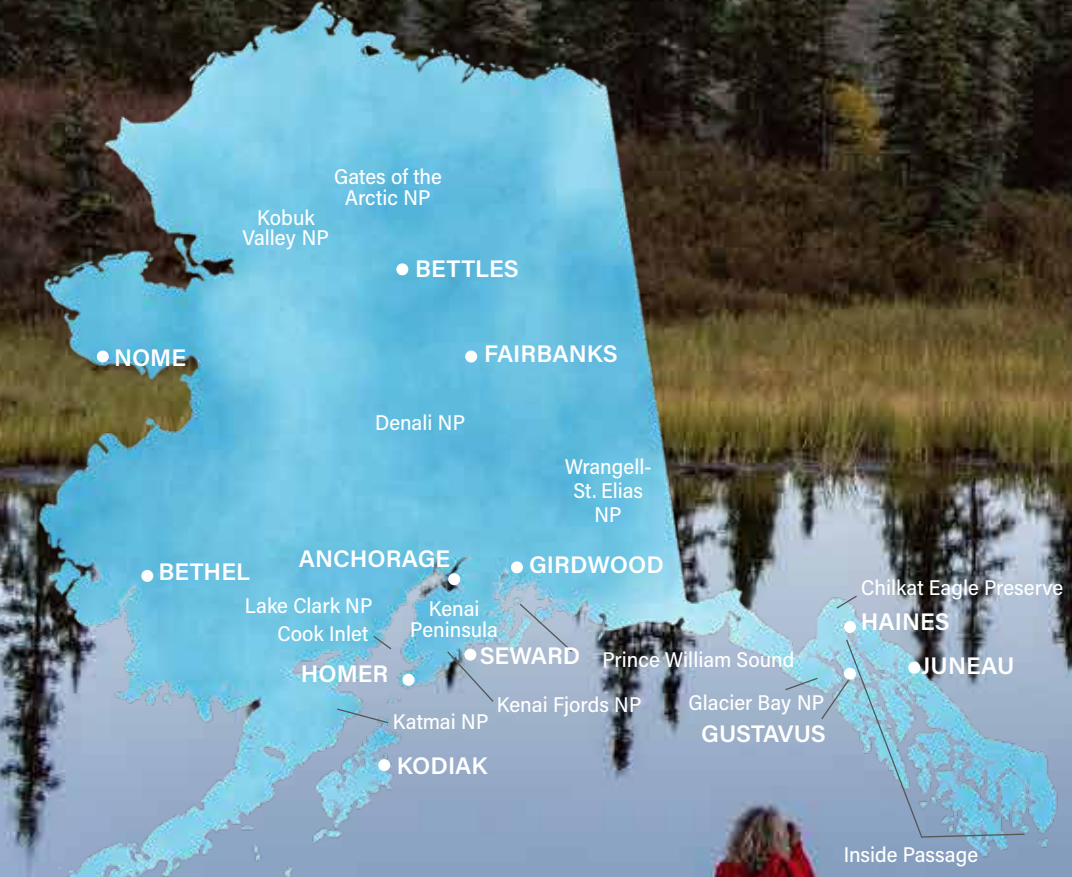 Gates of the
Arctic NP
Kobuk
Valley NP
BETTLES
NOME
FAIRBANKS
Denali NP
Wrangell-
St. Elias
NP
ANCHORAGE
GIRDWOOD
BETHEL
Chilkat Eagle Preserve
Lake Clark NP
Kenai
Peninsula
HAINES
Cook Inlet
SEWARD
Prince William Sound
JUNEAU
HOMER
Kenai Fjords NP
Glacier Bay NP
Katmai NP
GUSTAVUS
KODIAK
Inside Passage